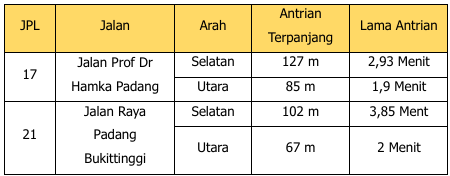 JPL Jalan Arah Antrian Terpanjang Lama Antrian
17 Jalan Prof Dr Hamka Padang Selatan 127 m 2,93 Menit
Utara 85 m 1,9 Menit
21 Jalan Raya Padang Bukittinggi Selatan 102 m 3,85 Ment
Utara 67 m 2 Menit